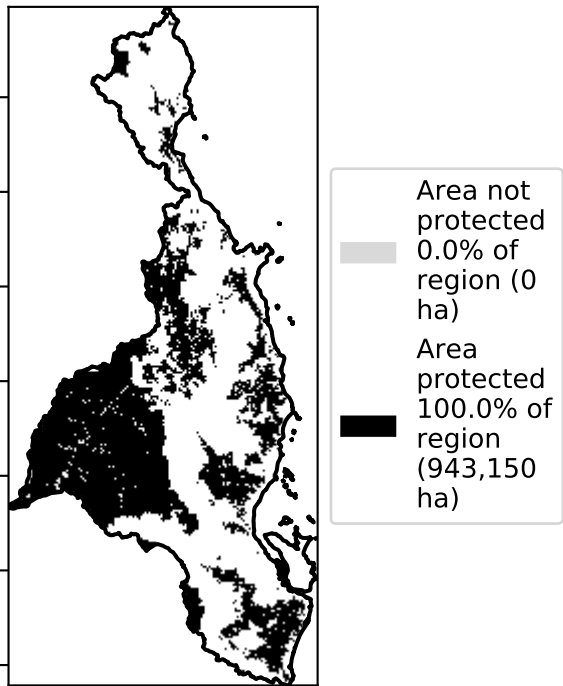 Area not
protected
0.0% of
region (0
ha)
Area
protected
100.0% of
region
(943,150
ha)